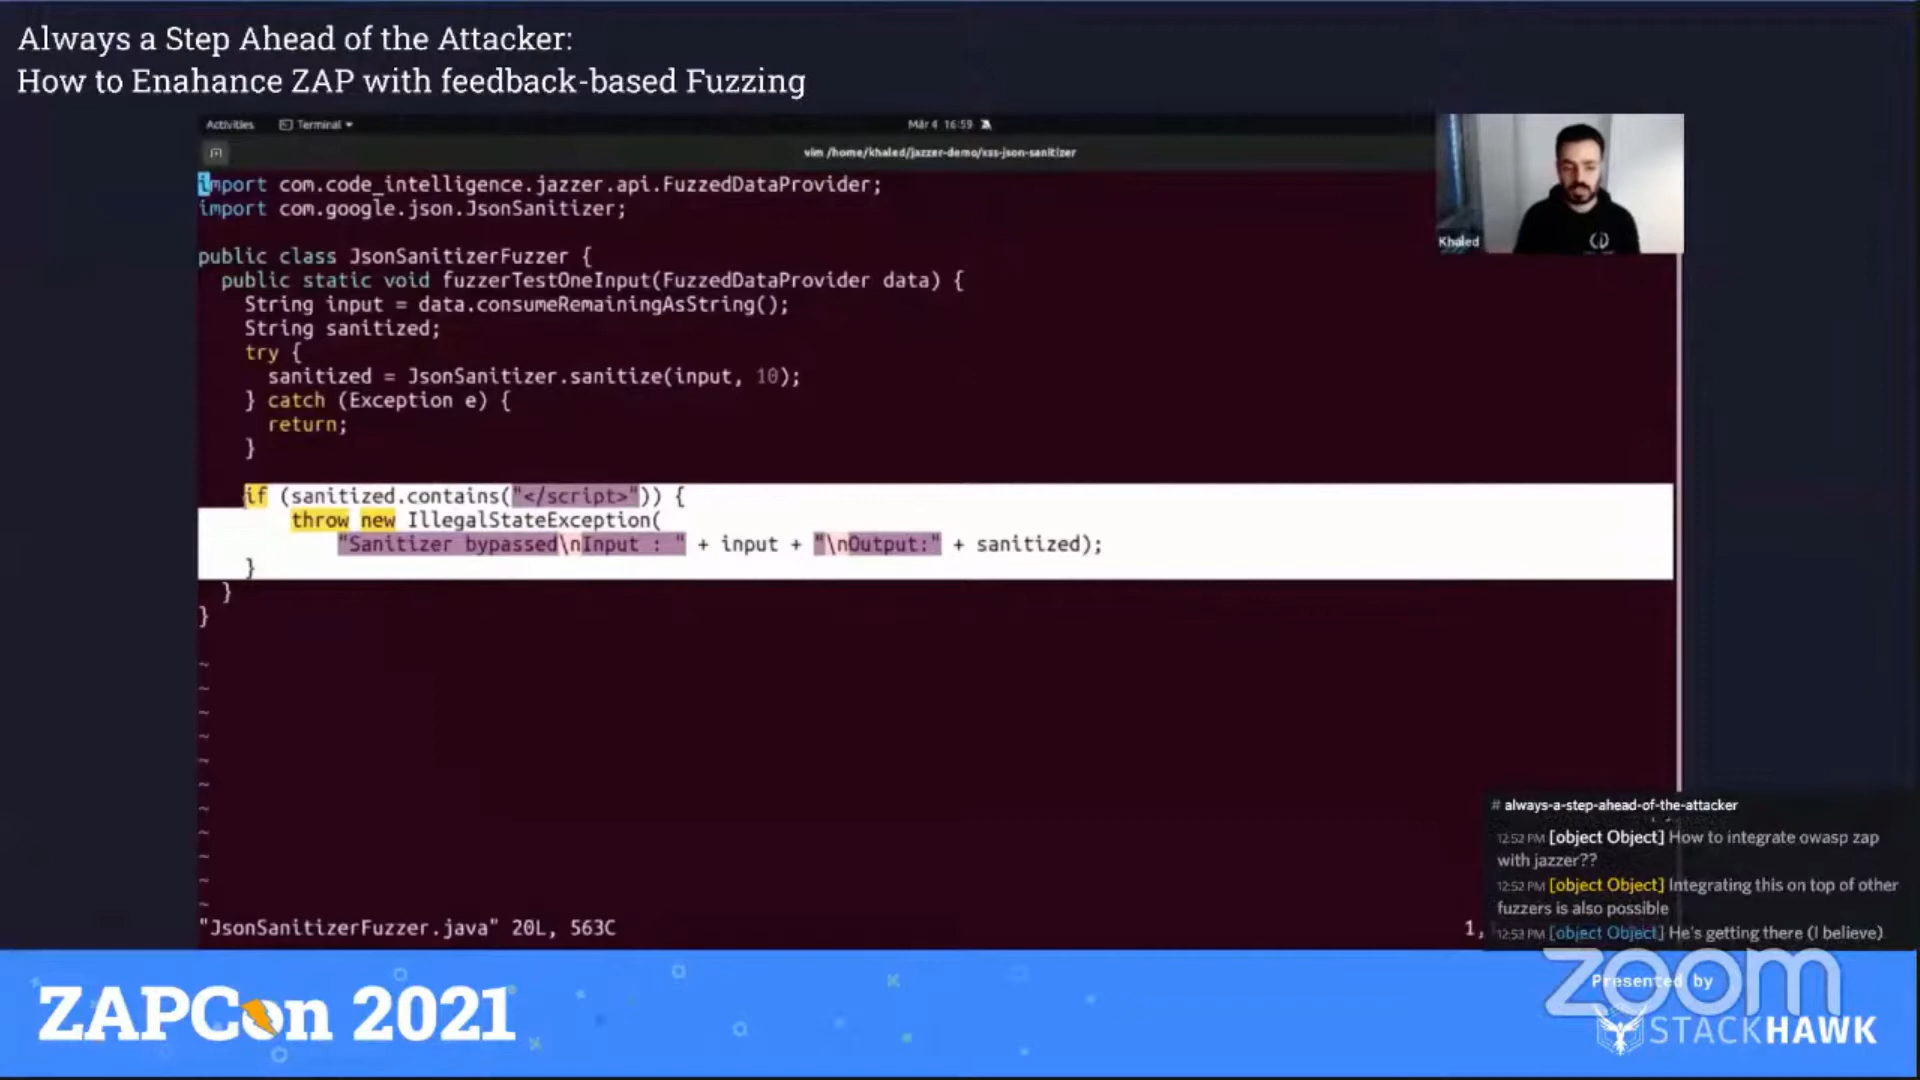 Always a Step Ahead of the Attacker:
How to Enahance ZAP with feedback-based Fuzzing
Activities Terminal Mär 4 16:59
vim /home/khaled/jazzer-demo/xss-json-sanitizer
import com.code_intelligence.jazzer.api.FuzzedDataProvider;
import com.google.json.JsonSanitizer;
public class JsonSanitizerFuzzer {
public static void fuzzerTestOneInput(FuzzedDataProvider data) {
String input = data.consumeRemainingAsString();
String sanitized;
try {
sanitized = JsonSanitizer.sanitize(input, 10);
} catch (Exception e) {
return;
}
if (sanitized.contains("</script>")) {
throw new IllegalStateException(
"Sanitizer bypassed\nInput : " + input + "\nOutput:" + sanitized);
}
}
}
~
~
~
~
~
~
~
~
~
~
~
"JsonSanitizerFuzzer.java" 20L, 563C 1,
Khaled
# always-a-step-ahead-of-the-attacker
12:52 PM [object Object] How to integrate owasp zap
with jazzer??
12:52 PM [object Object] Integrating this on top of other
fuzzers is also possible
12:53 PM [object Object] He's getting there (I believe)
ZAPCon 2021
zoom
Presented by
STACKHAWK